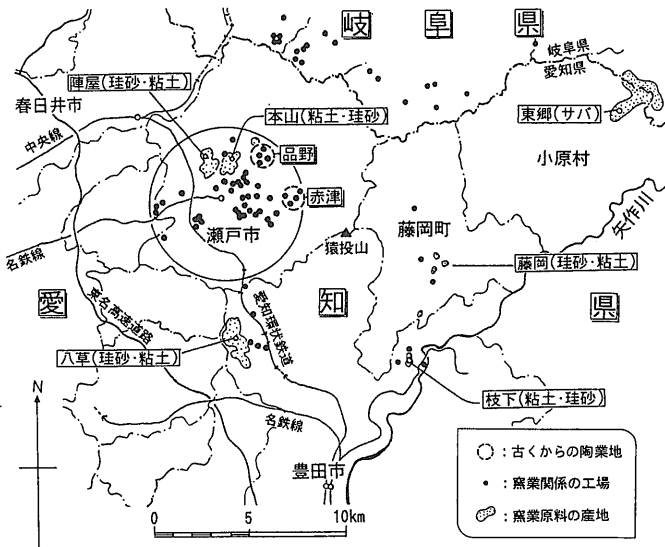 岐阜県
岐阜県
愛知県
陣屋(珪砂・粘土)
春日井市
本山(粘土・珪砂)
東郷(サバ)
中央線
品野
小原村
赤津
矢作川
瀬戸市
猿投山
藤岡町
名鉄線
藤岡(珪砂・粘土)
愛知県
東名高速道路
愛知環状鉄道
八草(珪砂・粘土)
枝下(粘土・珪砂)
N
名鉄線
豊田市
:古くからの陶業地
:窯業関係の工場
:窯業原料の産地
0 5 10km